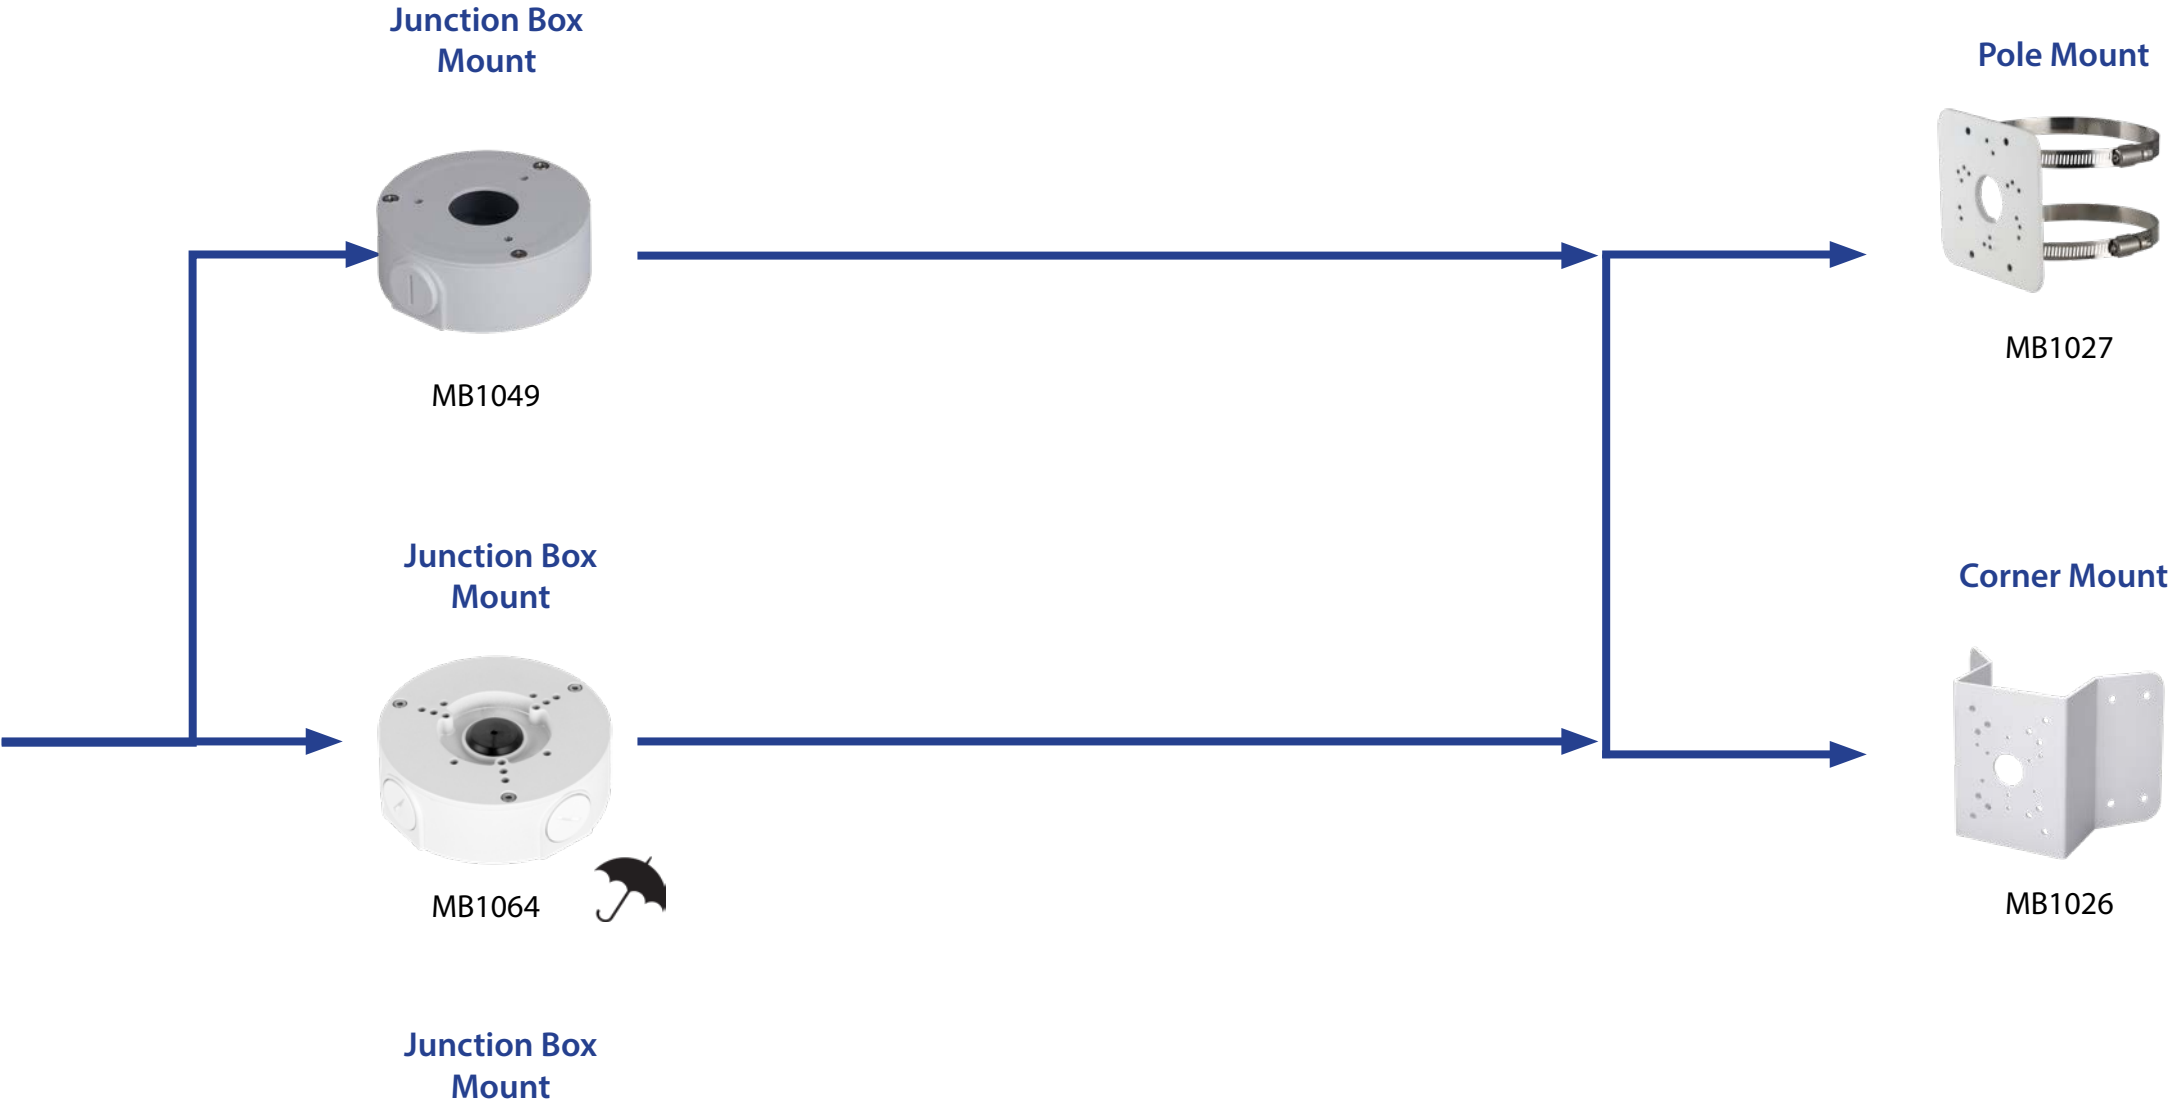 Junction Box
Mount
Pole Mount
MB1027
MB1049
Junction Box
Mount
Corner Mount
MB1064
MB1026
Junction Box
Mount